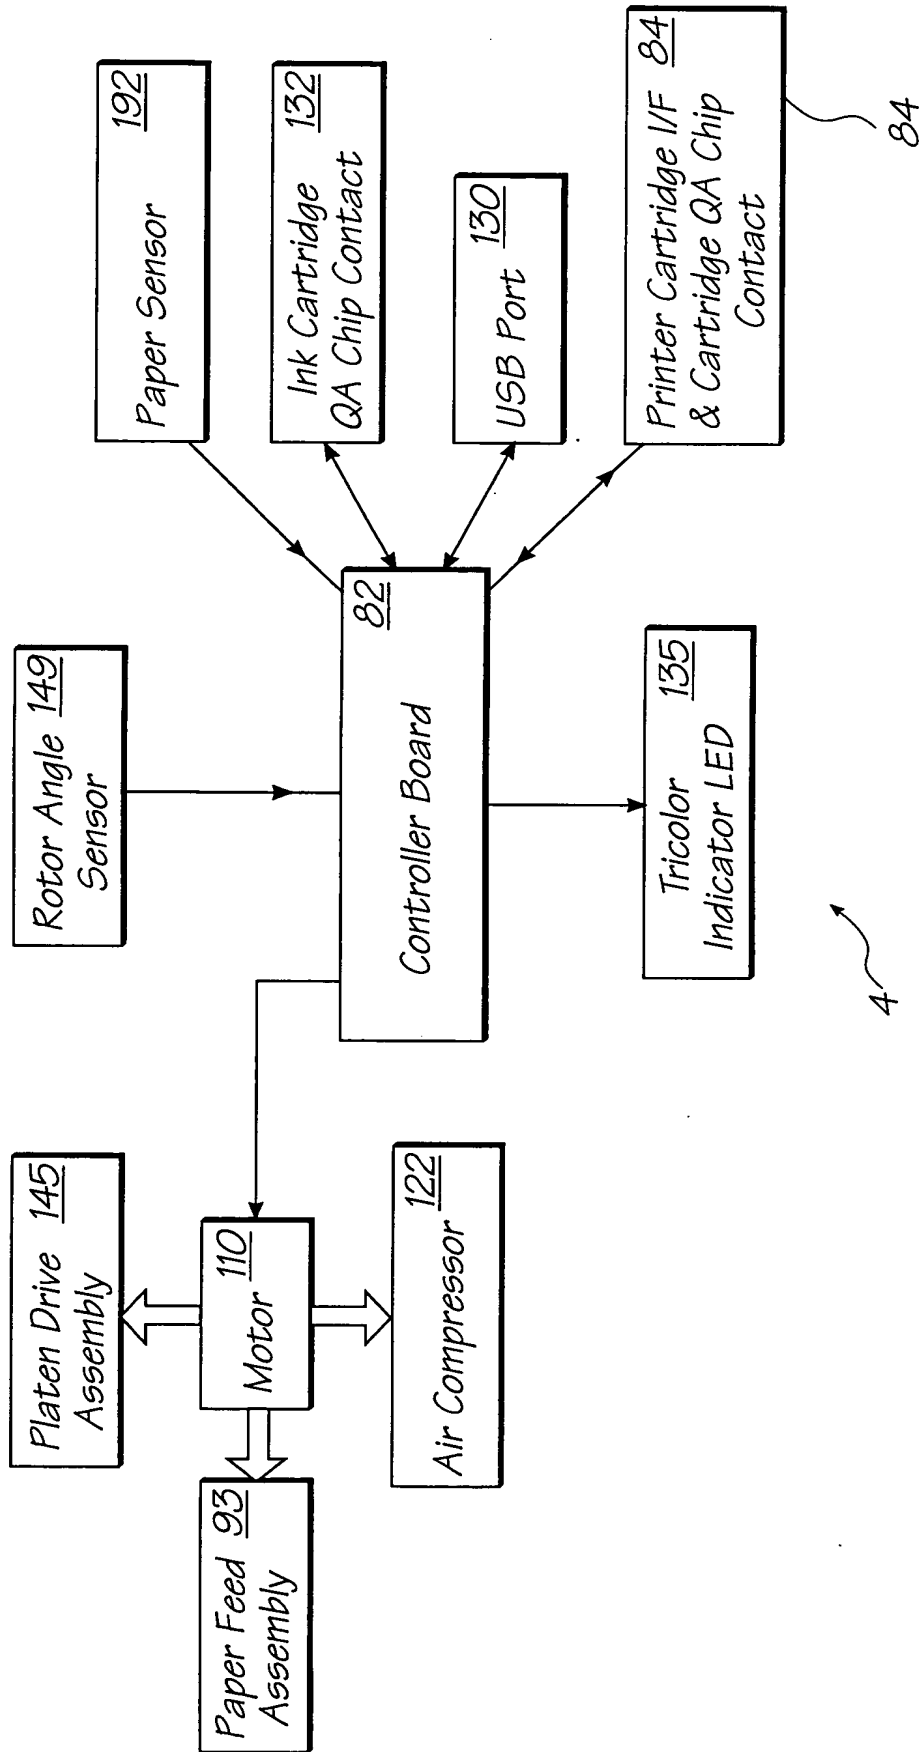 Platen Drive 145
Assembly
Rotor Angle 149
Sensor
Paper Sensor 192
Paper Feed 93
Assembly
110
Motor
82
Controller Board
Ink Cartridge 132
QA Chip Contact
Air Compressor 122
USB Port 130
Tricolor 135
Indicator LED
Printer Cartridge I/F 84
& Cartridge QA Chip
Contact
84
4